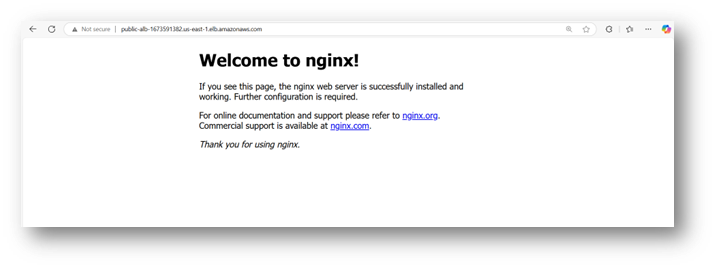 Not secure | public-alb-1673591382.us-east-1.elb.amazonaws.com
Welcome to nginx!
If you see this page, the nginx web server is successfully installed and
working. Further configuration is required.
For online documentation and support please refer to nginx.org.
Commercial support is available at nginx.com.
Thank you for using nginx.